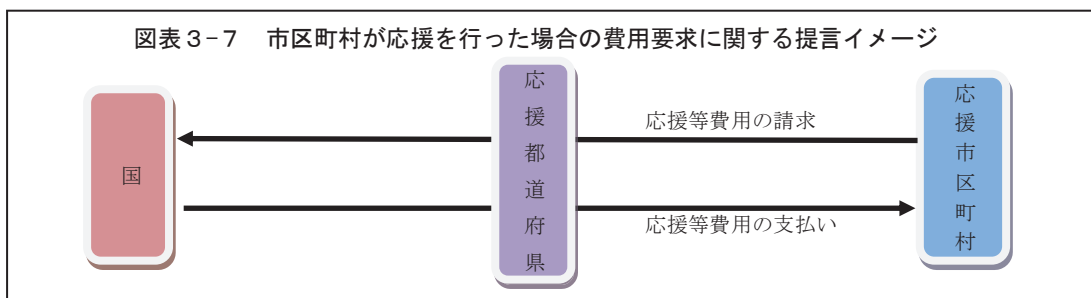 図表3-7 市区町村が応援を行った場合の費用要求に関する提言イメージ
国
応援都道府県
応援市区町村
応援等費用の請求
応援等費用の支払い